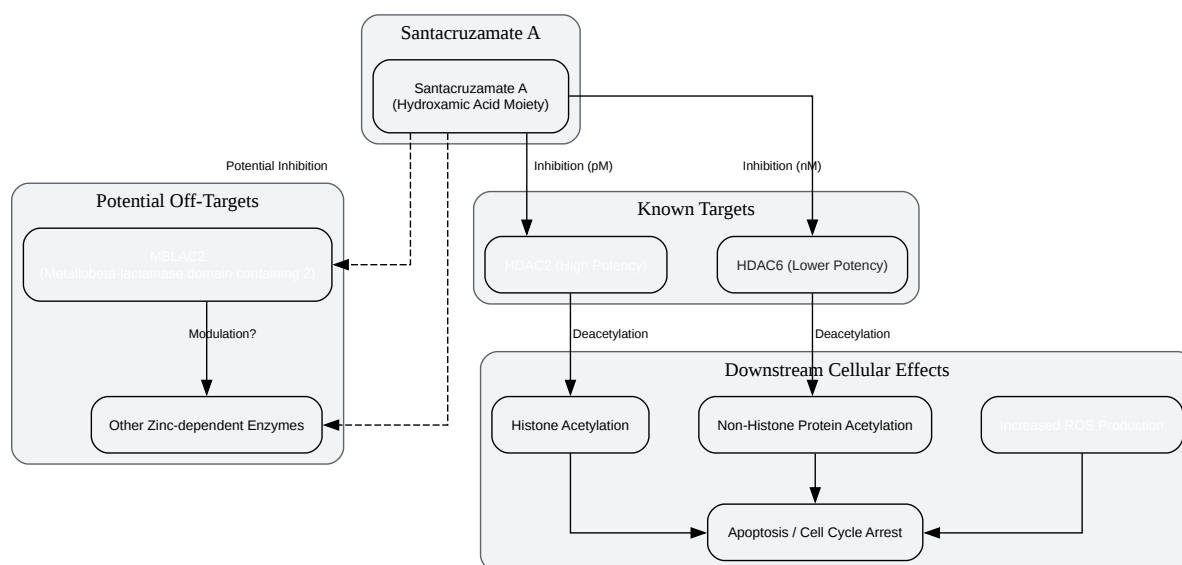 Santacruzamate A
Santacruzamate A
(Hydroxamic Acid Moiety)
Potential Inhibition
Inhibition (pM)
Inhibition (nM)
Potential Off-Targets
Known Targets
MBLAC2
(Metallobeta-lactamase domain containing 2)
HDAC2 (High Potency)
HDAC6 (Lower Potency)
Modulation?
Deacetylation
Deacetylation
Downstream Cellular Effects
Other Zinc-dependent Enzymes
Histone Acetylation
Non-Histone Protein Acetylation
Increased ROS Production
Apoptosis / Cell Cycle Arrest